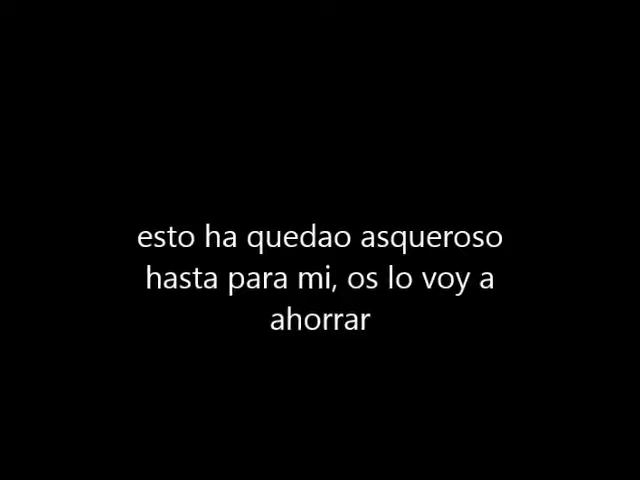 esto ha quedao asqueroso
hasta para mi, os lo voy a
ahorrar